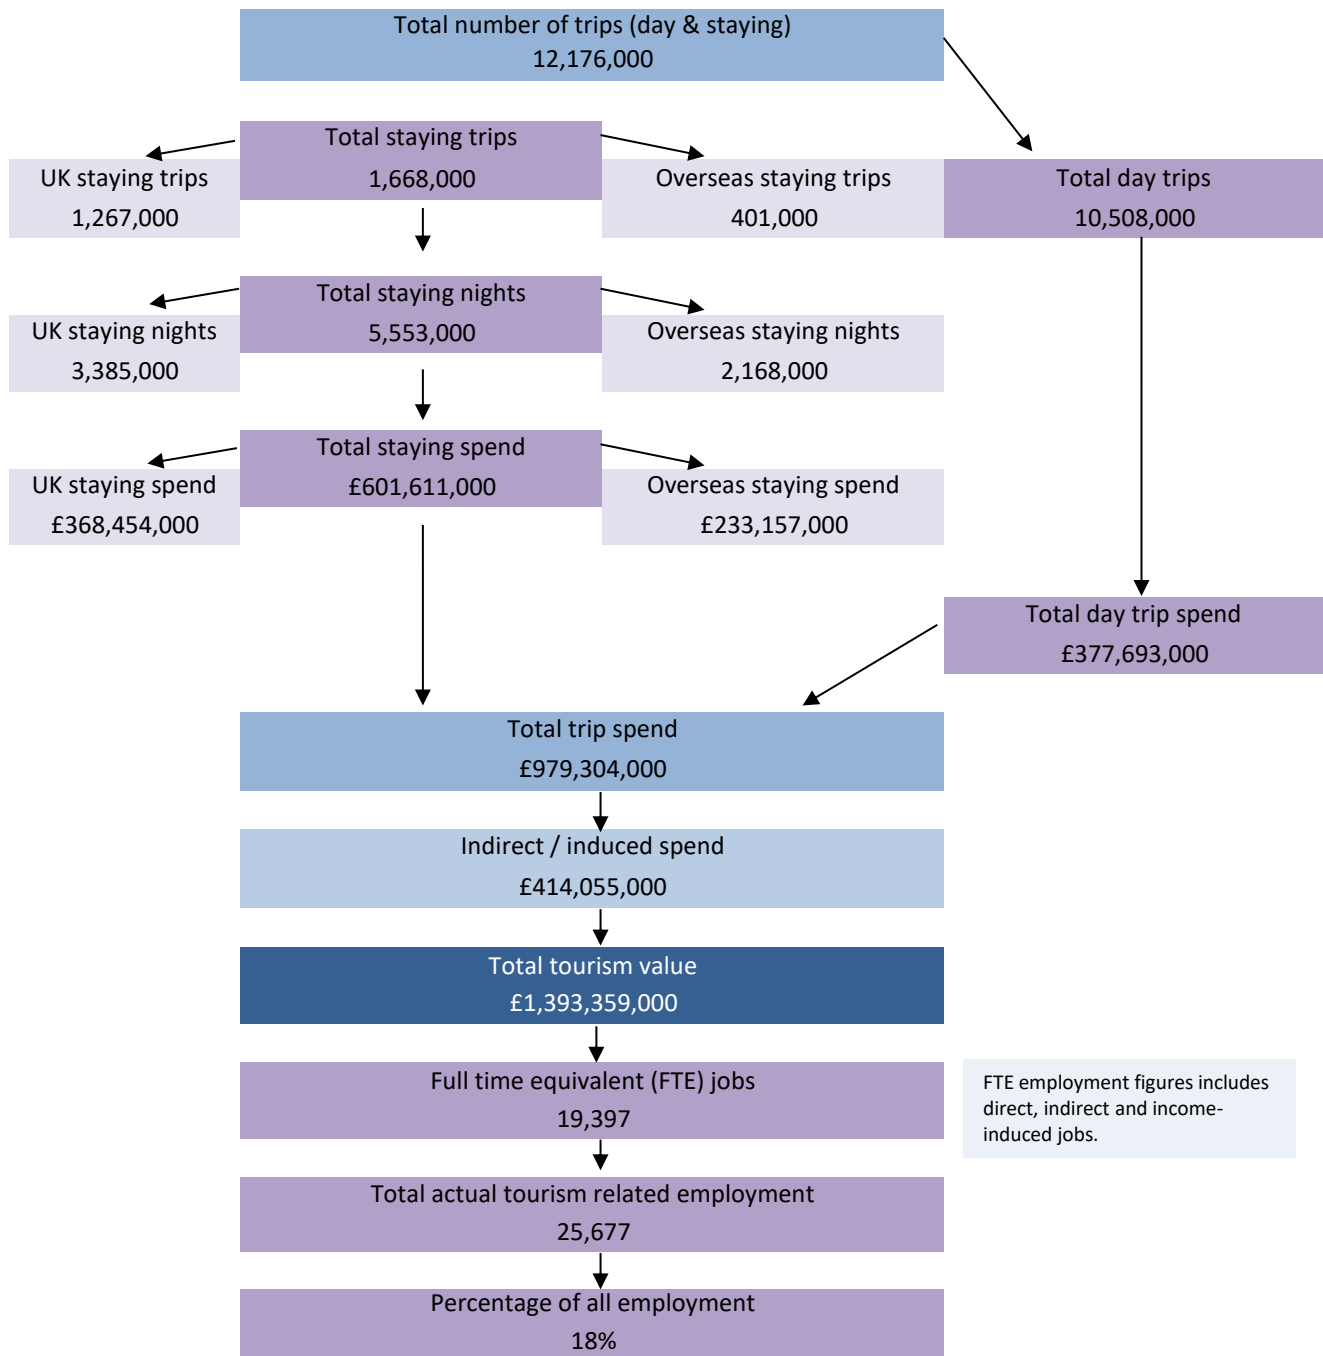 Total number of trips (day & staying)
12,176,000
Total staying trips
1,668,000
UK staying trips
1,267,000
Overseas staying trips
401,000
Total day trips
10,508,000
Total staying nights
5,553,000
UK staying nights
3,385,000
Overseas staying nights
2,168,000
Total staying spend
£601,611,000
UK staying spend
£368,454,000
Overseas staying spend
£233,157,000
Total day trip spend
£377,693,000
Total trip spend
£979,304,000
Indirect / induced spend
£414,055,000
Total tourism value
£1,393,359,000
Full time equivalent (FTE) jobs
19,397
FTE employment figures includes
direct, indirect and income-
induced jobs.
Total actual tourism related employment
25,677
Percentage of all employment
18%